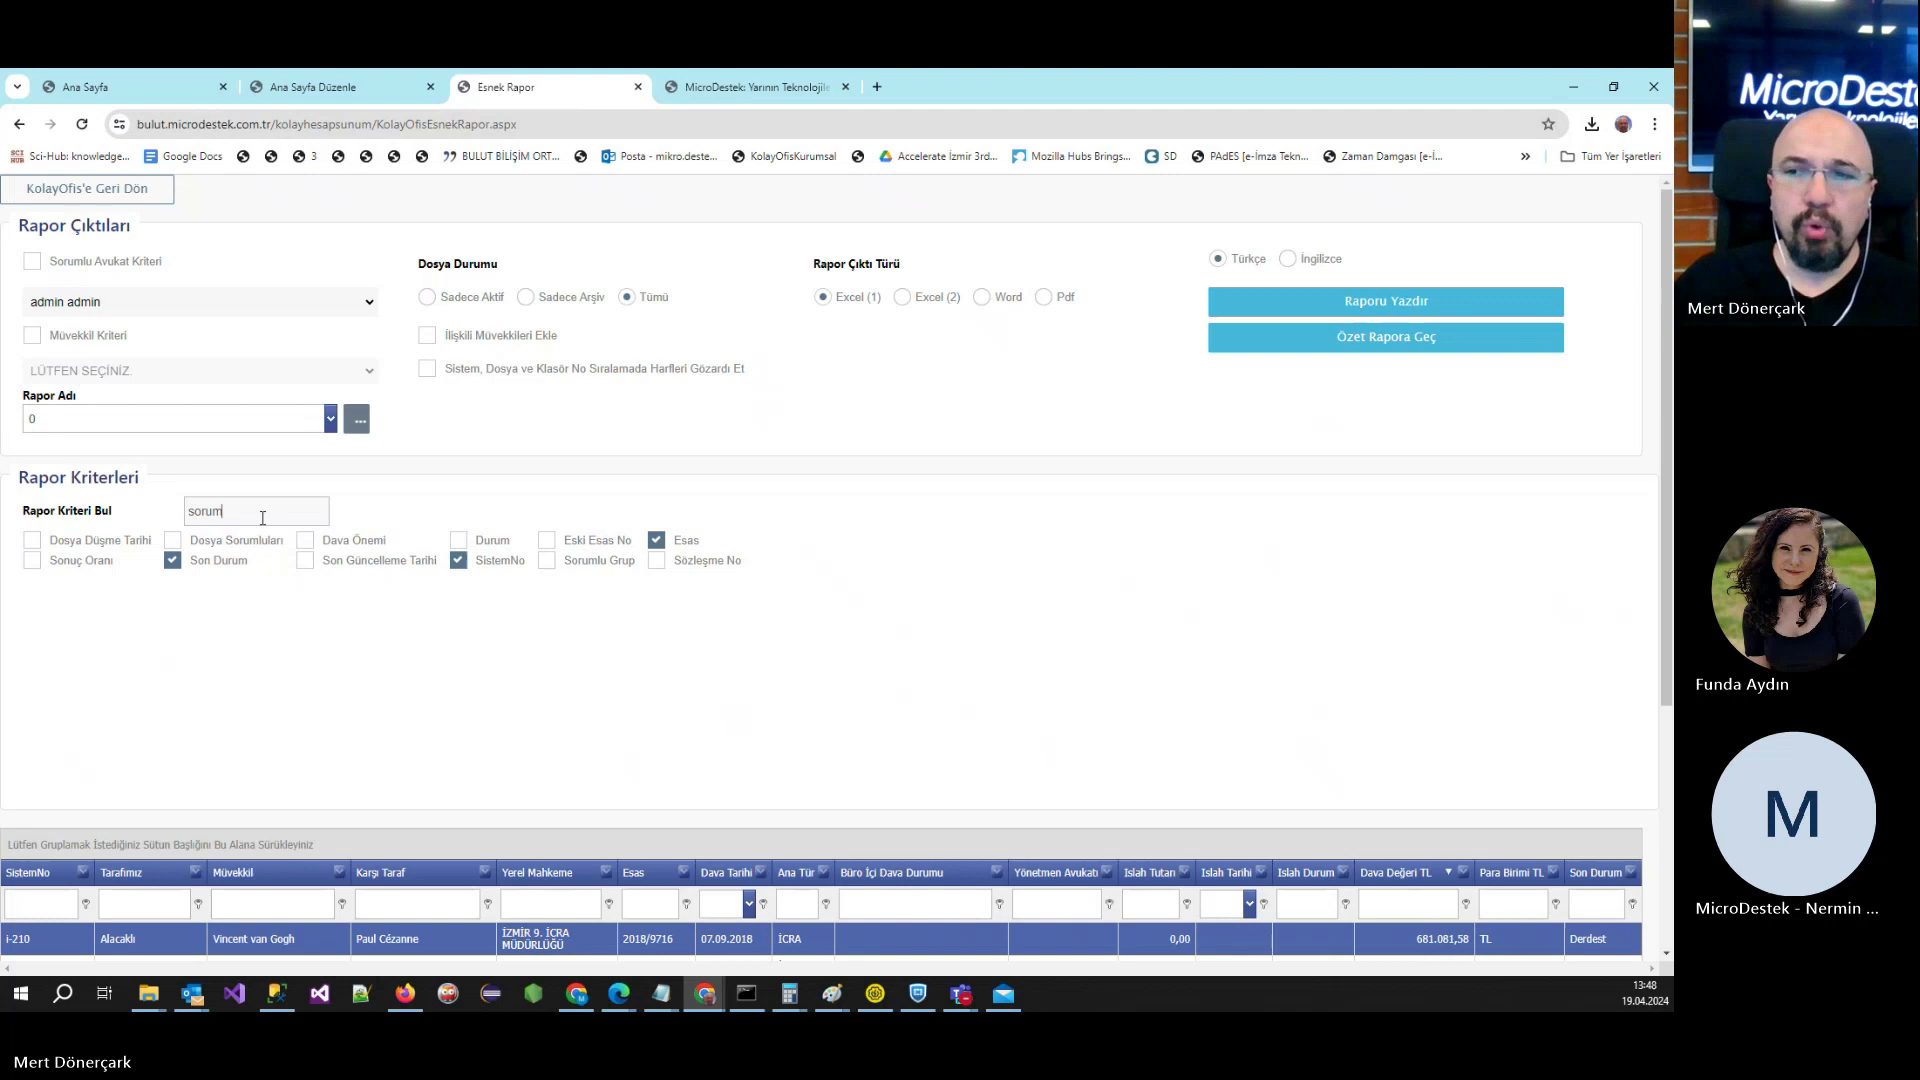 Ana Sayfa
Ana Sayfa Düzenle
Esnek Rapor
MicroDestek: Yarının Teknolojile
bulut.microdestek.com.tr/kolayhesapsunum/KolayOfisEsnekRapor.aspx
Sci-Hub: knowledge...
Google Docs
3
BULUT BİLİŞİM ORT...
Posta - mikro.deste...
KolayOfisKurumsal
Accelerate İzmir 3rd...
Mozilla Hubs Brings...
SD
PAdES [e-İmza Tekn...
Zaman Damgası [e-İ...
Tüm Yer İşaretleri
KolayOfis'e Geri Dön
Rapor Çıktıları
Sorumlu Avukat Kriteri
Dosya Durumu
Rapor Çıktı Türü
Türkçe İngilizce
admin admin
Sadece Aktif Sadece Arşiv Tümü
Excel (1) Excel (2) Word Pdf
Raporu Yazdır
Müvekkil Kriteri
İlişkili Müvekkileri Ekle
Özet Rapora Geç
LÜTFEN SEÇİNİZ.
Sistem, Dosya ve Klasör No Sıralamada Harfleri Gözardı Et
Rapor Adı
0
...
Rapor Kriterleri
Rapor Kriteri Bul sorum
Dosya Düşme Tarihi Dosya Sorumluları Dava Önemi Durum Eski Esas No Esas
Sonuç Oranı Son Durum Son Güncelleme Tarihi SistemNo Sorumlu Grup Sözleşme No
Lütfen Gruplamak İstediğiniz Sütun Başlığını Bu Alana Sürükleyiniz
SistemNo Tarafımız Müvekkil Karşı Taraf Yerel Mahkeme Esas Dava Tarihi Ana Tür Büro İçi Dava Durumu Yönetmen Avukatı Islah Tutarı Islah Tarihi Islah Durum Dava Değeri TL Para Birimi TL Son Durum
i-210 Alacaklı Vincent van Gogh Paul Cézanne İZMİR 9. İCRA MÜDÜRLÜĞÜ 2018/9716 07.09.2018 İCRA 0,00 681.081,58 TL Derdest
13:48
19.04.2024
Mert Dönerçark
MicroDest
Mert Dönerçark
Funda Aydın
M
MicroDestek - Nermin ...